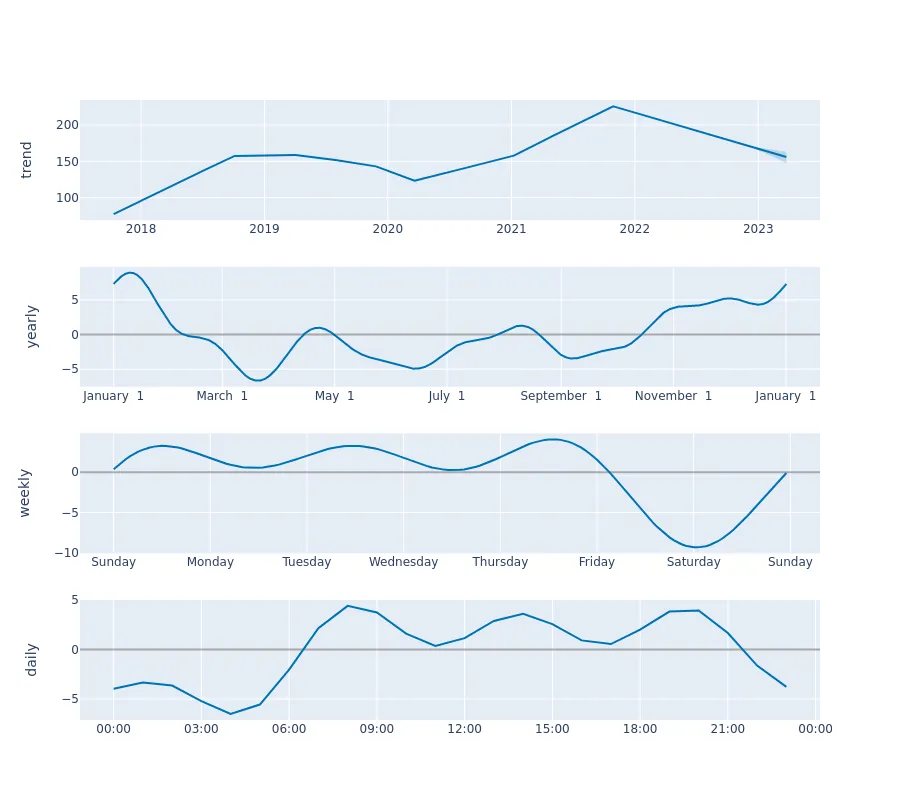 trend
200
150
100
2018 2019 2020 2021 2022 2023
yearly
5
0
−5
January 1 March 1 May 1 July 1 September 1 November 1 January 1
weekly
0
−5
−10
Sunday Monday Tuesday Wednesday Thursday Friday Saturday Sunday
daily
5
0
−5
00:00 03:00 06:00 09:00 12:00 15:00 18:00 21:00 00:00